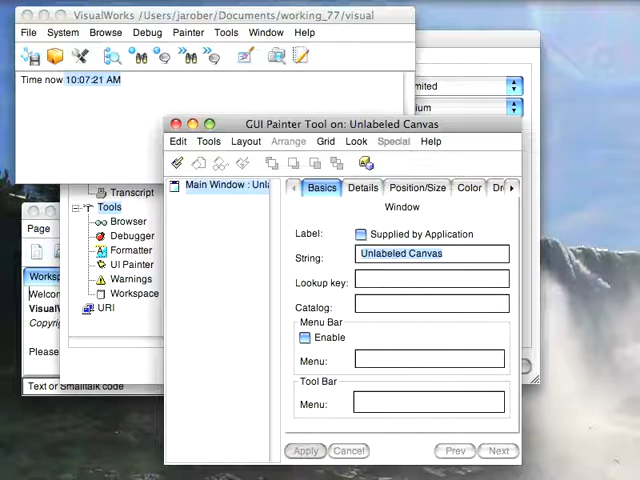 VisualWorks /Users/jarober/Documents/working_77/visual
File System Browse Debug Painter Tools Window Help
Time now 10:07:21 AM
mited
ium
GUI Painter Tool on: Unlabeled Canvas
Edit Tools Layout Arrange Grid Look Special Help
Main Window : Unla
Basics Details Position/Size Color Dr
Window
Label: Supplied by Application
String: Unlabeled Canvas
Lookup key:
Catalog:
Menu Bar
Enable
Menu:
Tool Bar
Menu:
Apply Cancel Prev Next
Transcript
Tools
Browser
Debugger
Formatter
UI Painter
Warnings
Workspace
URI
Page
Worksp
Welcom
VisualV
Copyrig
Please
Text or Smalltalk code